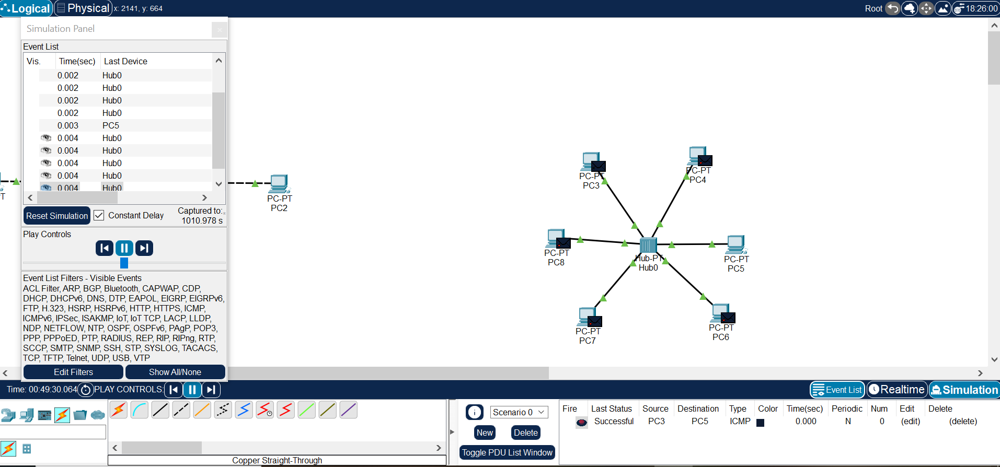 Logical
Physical
x: 2141, y: 664
Root
18:26:00
Simulation Panel
Event List
Vis. Time(sec) Last Device
0.002 Hub0
0.002 Hub0
0.002 Hub0
0.002 Hub0
0.003 PC5
0.004 Hub0
0.004 Hub0
0.004 Hub0
0.004 Hub0
0.004 Hub0
Reset Simulation
Constant Delay
Captured to:*
1010.978 s
Play Controls
Event List Filters - Visible Events
ACL Filter, ARP, BGP, Bluetooth, CAPWAP, CDP,
DHCP, DHCPv6, DNS, DTP, EAPOL, EIGRP, EIGRPv6,
FTP, H.323, HSRP, HSRPv6, HTTP, HTTPS, ICMP,
ICMPv6, IPSec, ISAKMP, IoT, IoT TCP, LACP, LLDP,
NDP, NETFLOW, NTP, OSPF, OSPFv6, PAgP, POP3,
PPP, PPPoED, PTP, RADIUS, REP, RIP, RIPng, RTP,
SCCP, SMTP, SNMP, SSH, STP, SYSLOG, TACACS,
TCP, TFTP, Telnet, UDP, USB, VTP
Edit Filters
Show All/None
T
PC-PT
PC2
PC-PT
PC3
PC-PT
PC4
PC-PT
PC8
Hub-PT
Hub0
PC-PT
PC5
PC-PT
PC7
PC-PT
PC6
Time: 00:49:30.064
PLAY CONTROLS:
Event List
Realtime
Simulation
Copper Straight-Through
Scenario 0
New
Delete
Toggle PDU List Window
Fire Last Status Source Destination Type Color Time(sec) Periodic Num Edit Delete
Successful PC3 PC5 ICMP 0.000 N 0 (edit) (delete)